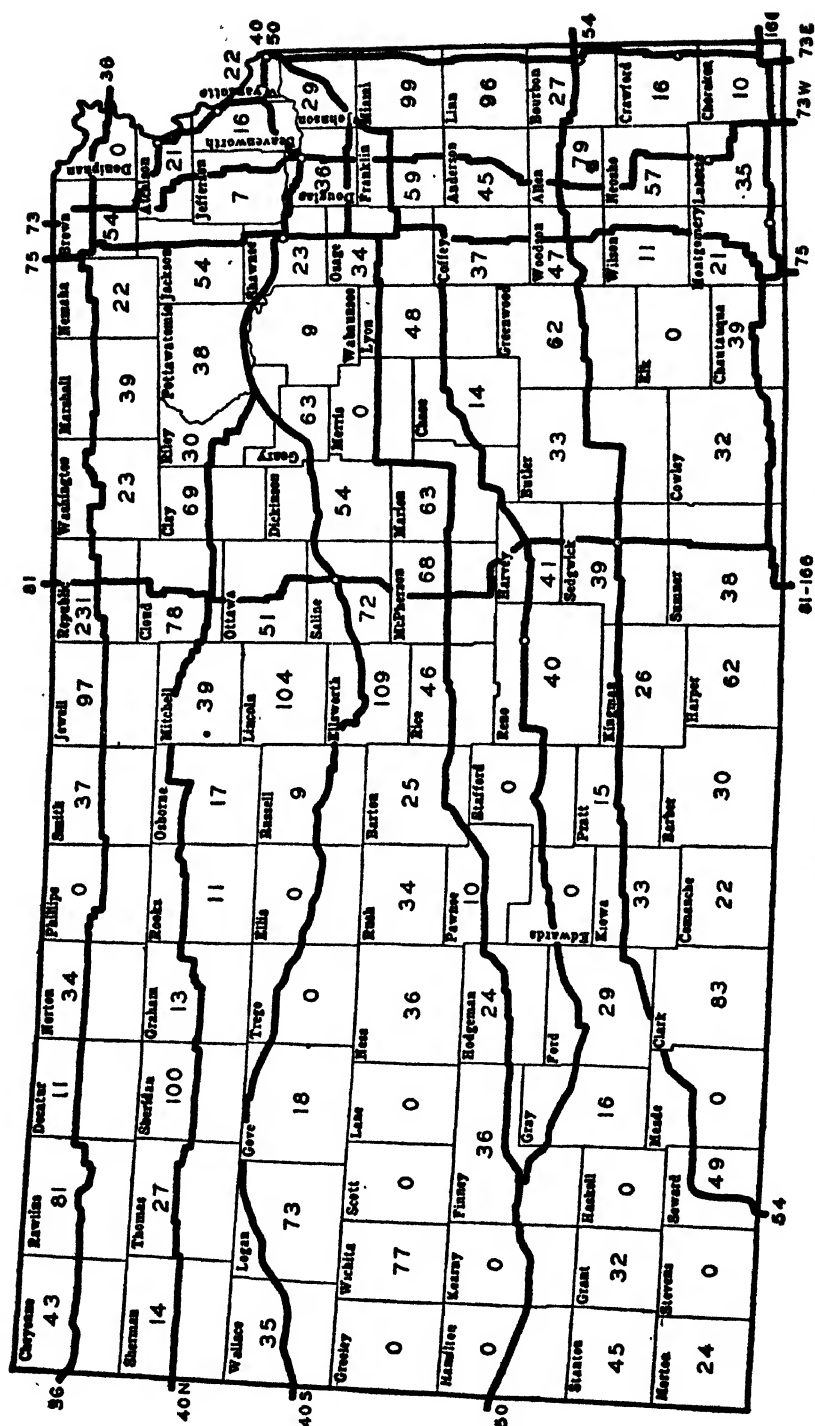 36
Cheyenne
43
Rawlins
81
Decatur
11
Norton
34
Phillips
0
Smith
37
Jewell
97
81
Republic
231
Washington
23
Marshall
39
Nemaha
22
75
73
Brown
54
Doniphan
0
36
40N
Sherman
14
Thomas
27
Sheridan
100
Graham
13
Rooks
11
Osborne
17
Mitchell
39
Cloud
78
Clay
69
Riley
30
Pottawatomie
38
Jackson
54
Atchison
21
Jefferson
7
Leavenworth
16
Wyandotte
22
40
50
40S
Wallace
35
Logan
73
Gove
18
Trego
0
Ellis
0
Russell
9
Lincoln
104
Ottawa
51
Saline
72
Dickinson
54
Geary
63
Wabaunsee
9
Shawnee
23
Douglas
36
Johnson
29
Greeley
0
Wichita
77
Scott
0
Lane
0
Ness
36
Rush
34
Barton
25
Ellsworth
109
Rice
46
McPherson
68
Marion
63
Morris
0
Chase
14
Lyon
48
Osage
34
Franklin
59
Miami
99
50
Hamilton
0
Kearny
0
Finney
36
Hodgeman
24
Pawnee
10
Edwards
0
Stafford
0
Reno
40
Harvey
41
Butler
33
Greenwood
62
Coffey
37
Anderson
45
Linn
96
Stanton
45
Grant
32
Haskell
0
Gray
16
Ford
29
Kiowa
33
Pratt
15
Kingman
26
Sedgwick
39
Woodson
47
Allen
79
Bourbon
27
54
Morton
24
Stevens
0
Seward
49
Meade
0
Clark
83
Comanche
22
Barber
30
Harper
62
Sumner
38
Cowley
32
Elk
0
Chautauqua
39
Wilson
11
Montgomery
21
Neosho
57
Labette
35
Crawford
16
Cherokee
10
54
81-166
75
73W
73E
166